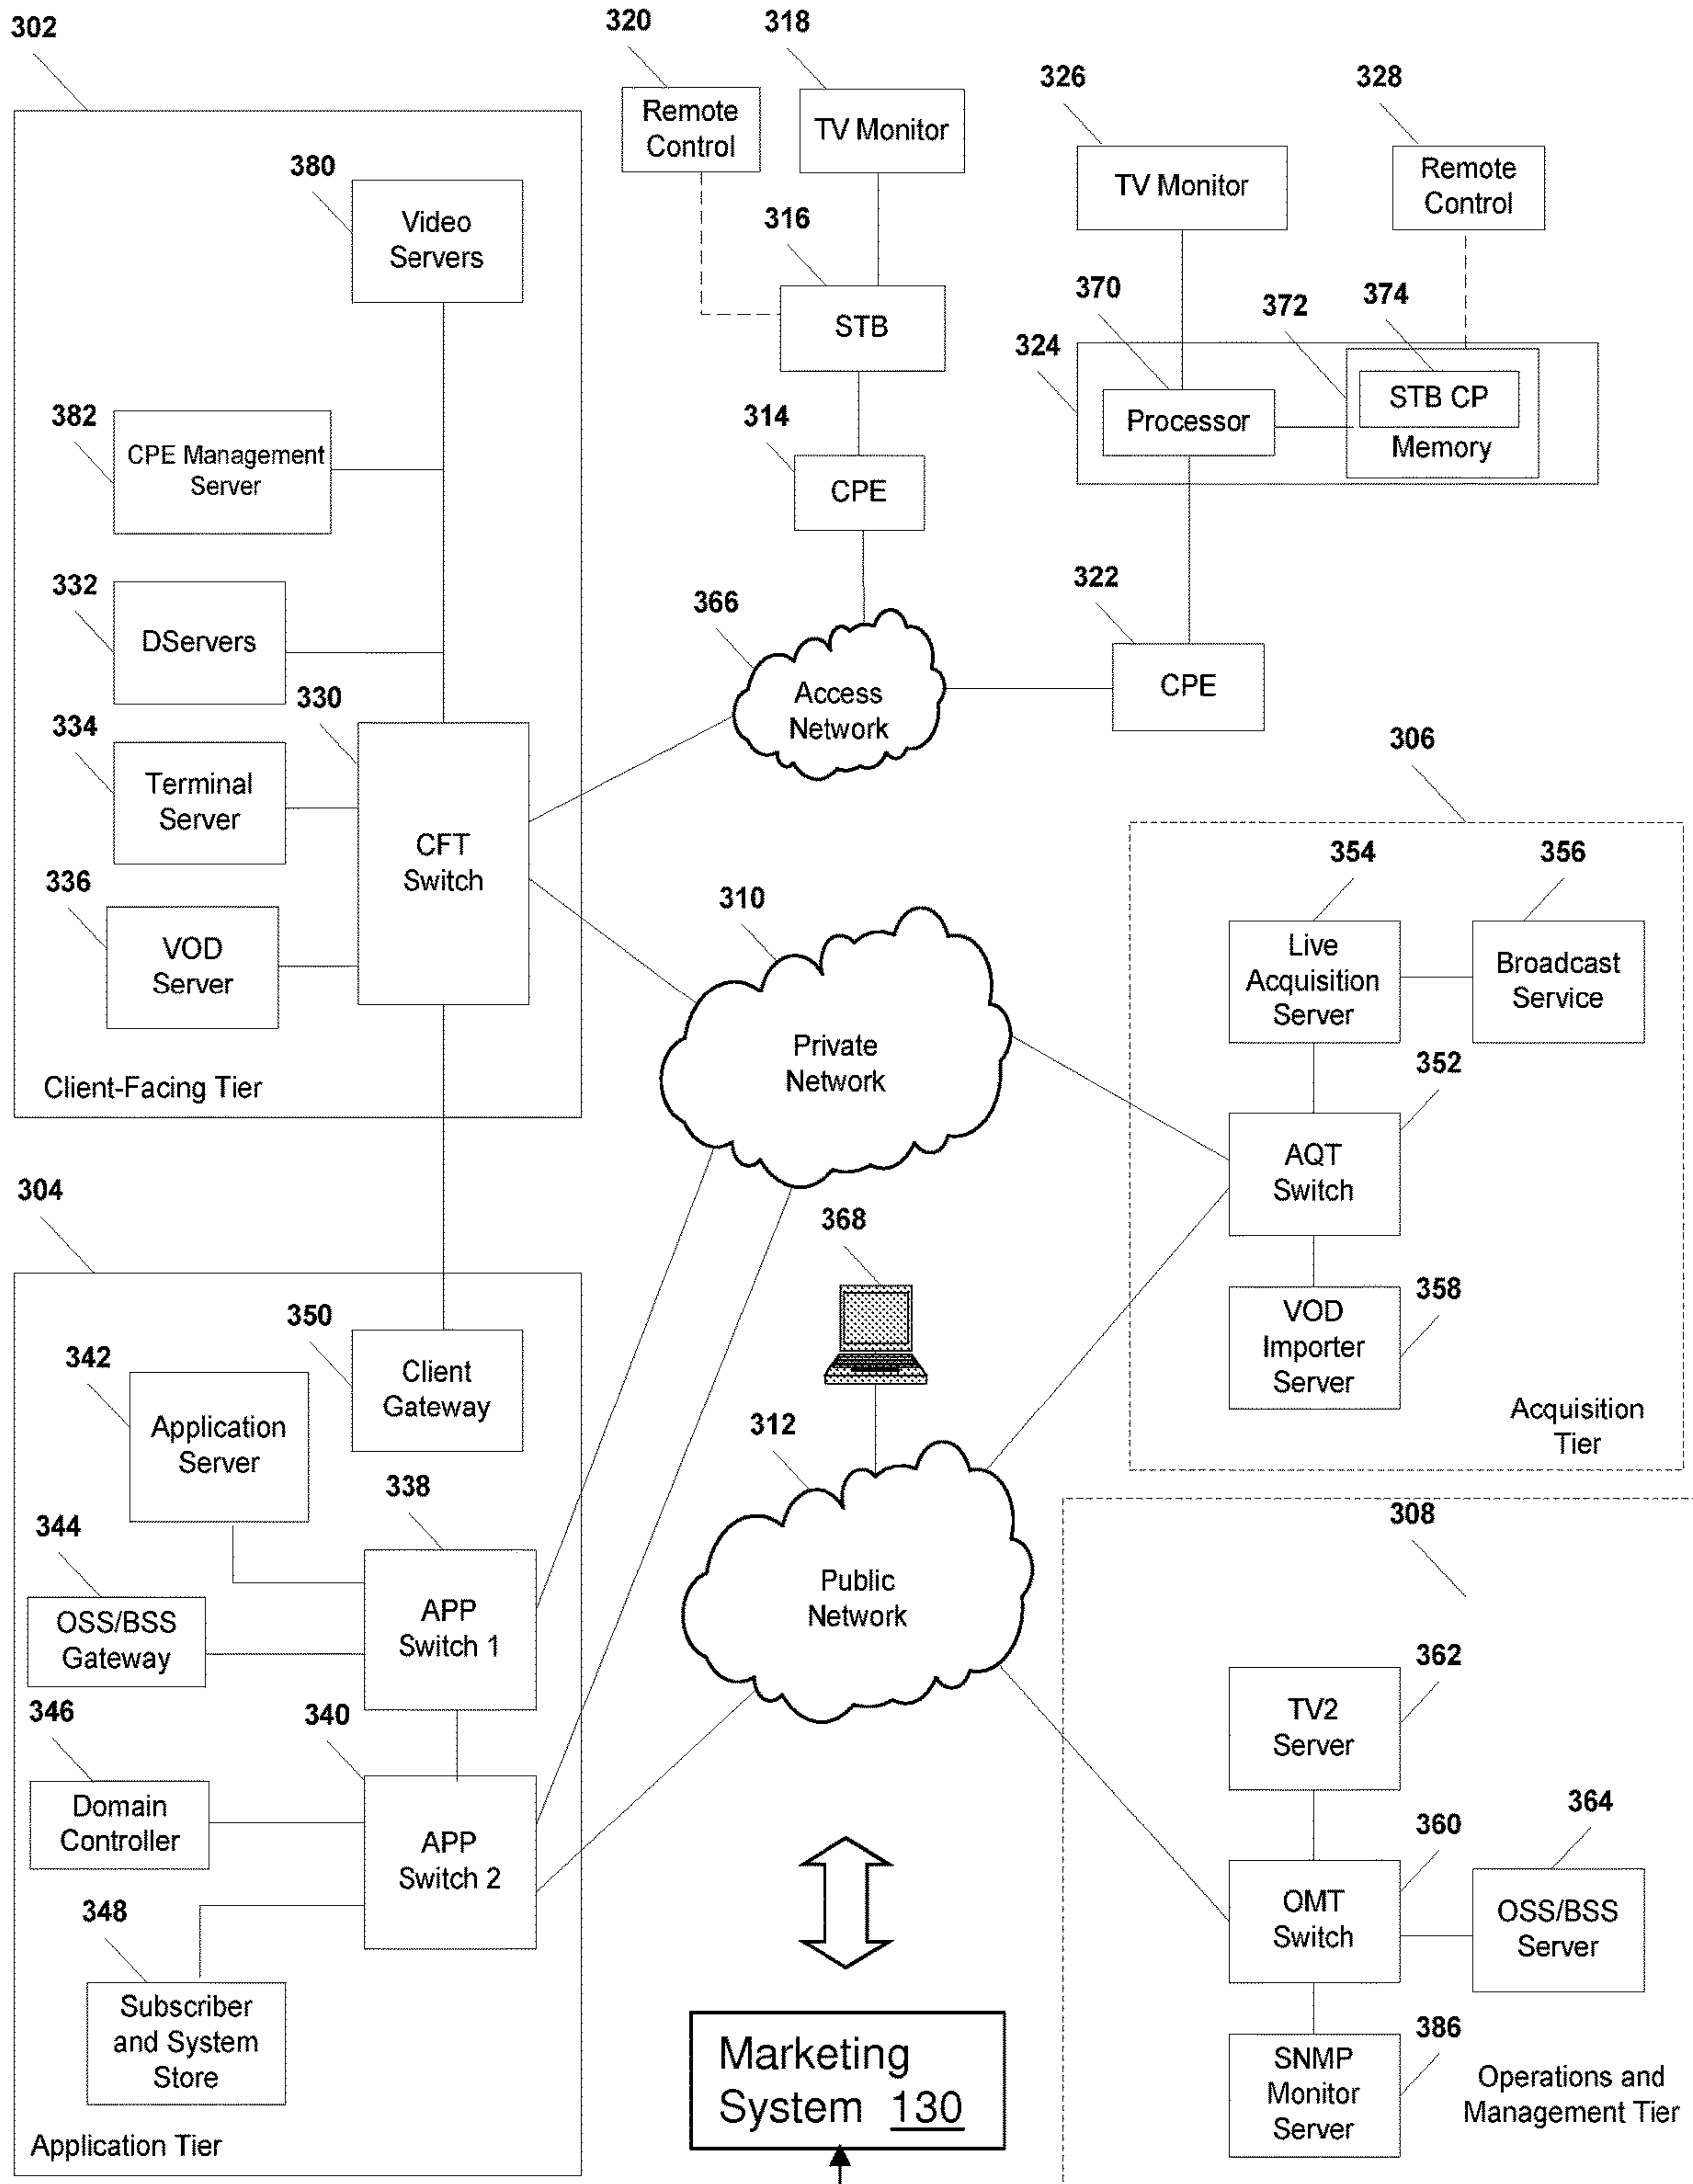 302
380
Video
Servers
382
CPE Management
Server
332
DServers
330
334
Terminal
Server
CFT
Switch
336
VOD
Server
Client-Facing Tier
320
Remote
Control
318
TV Monitor
316
STB
314
CPE
366
Access
Network
326
TV Monitor
328
Remote
Control
370
372
374
324
Processor
STB CP
Memory
322
CPE
310
Private
Network
306
354
356
Live
Acquisition
Server
Broadcast
Service
352
AQT
Switch
358
VOD
Importer
Server
Acquisition
Tier
304
350
Client
Gateway
342
Application
Server
338
344
OSS/BSS
Gateway
APP
Switch 1
346
340
Domain
Controller
APP
Switch 2
348
Subscriber
and System
Store
Application Tier
368
312
Public
Network
Marketing
System 130
308
362
TV2
Server
360
364
OMT
Switch
OSS/BSS
Server
386
SNMP
Monitor
Server
Operations and
Management Tier